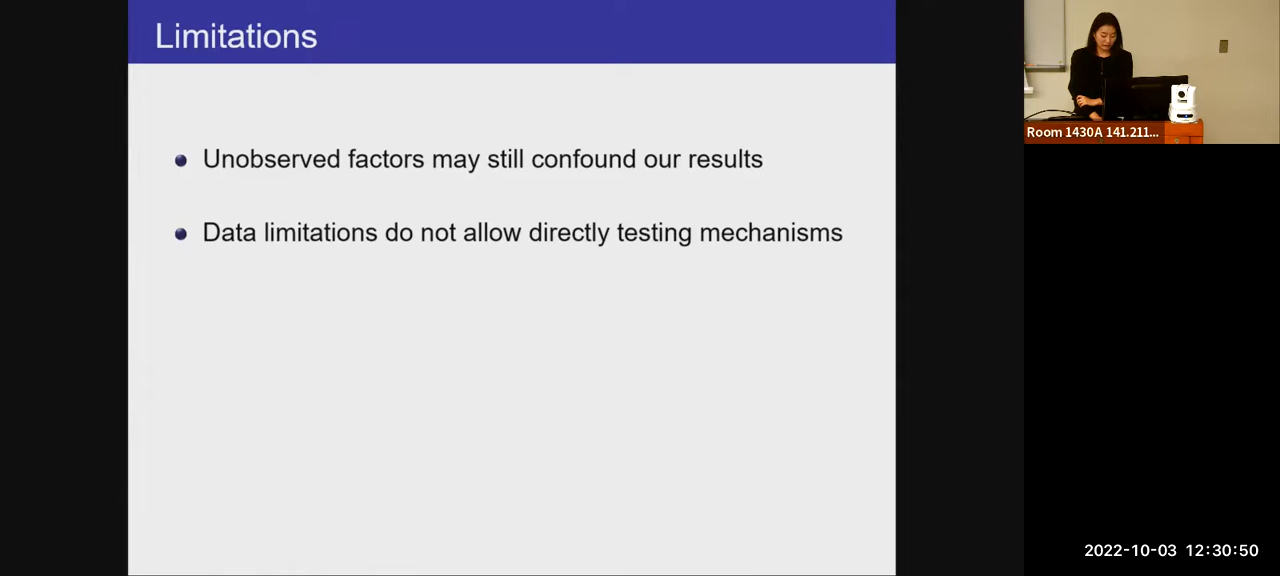 Limitations
Unobserved factors may still confound our results
Data limitations do not allow directly testing mechanisms
Room 1430A 141.211...
2022-10-03 12:30:50